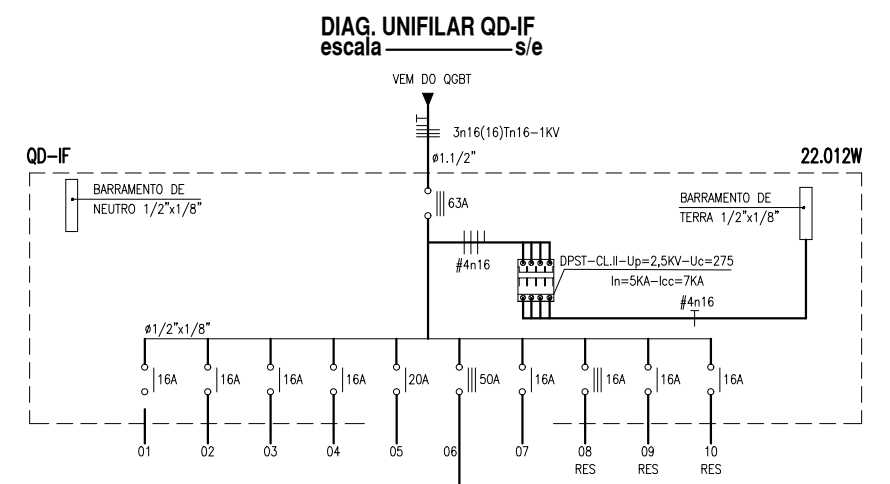 DIAG. UNIFILAR QD-IF
escala s/e
VEM DO QGBT
3n16(16)Tn16-1KV
ø1.1/2"
QD-IF
22.012W
BARRAMENTO DE
NEUTRO 1/2"x1/8"
63A
BARRAMENTO DE
TERRA 1/2"x1/8"
#4n16
DPST-CL.II-Up=2,5KV-Uc=275
In=5KA-Icc=7KA
#4n16
ø1/2"x1/8"
16A 16A 16A 16A 20A 50A 16A 16A 16A 16A
01 02 03 04 05 06 07 08 09 10
RES RES RES